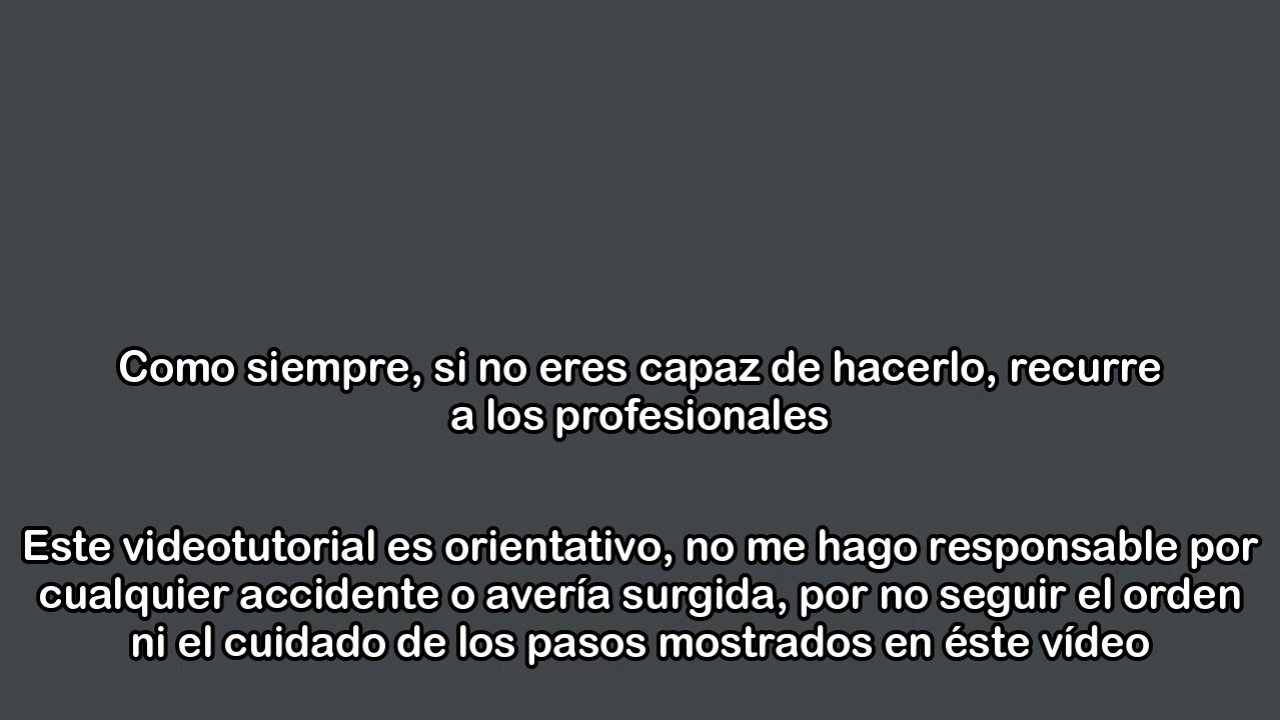 Como siempre, si no eres capaz de hacerlo, recurre
a los profesionales
Este videotutorial es orientativo, no me hago responsable por
cualquier accidente o avería surgida, por no seguir el orden
ni el cuidado de los pasos mostrados en éste vídeo